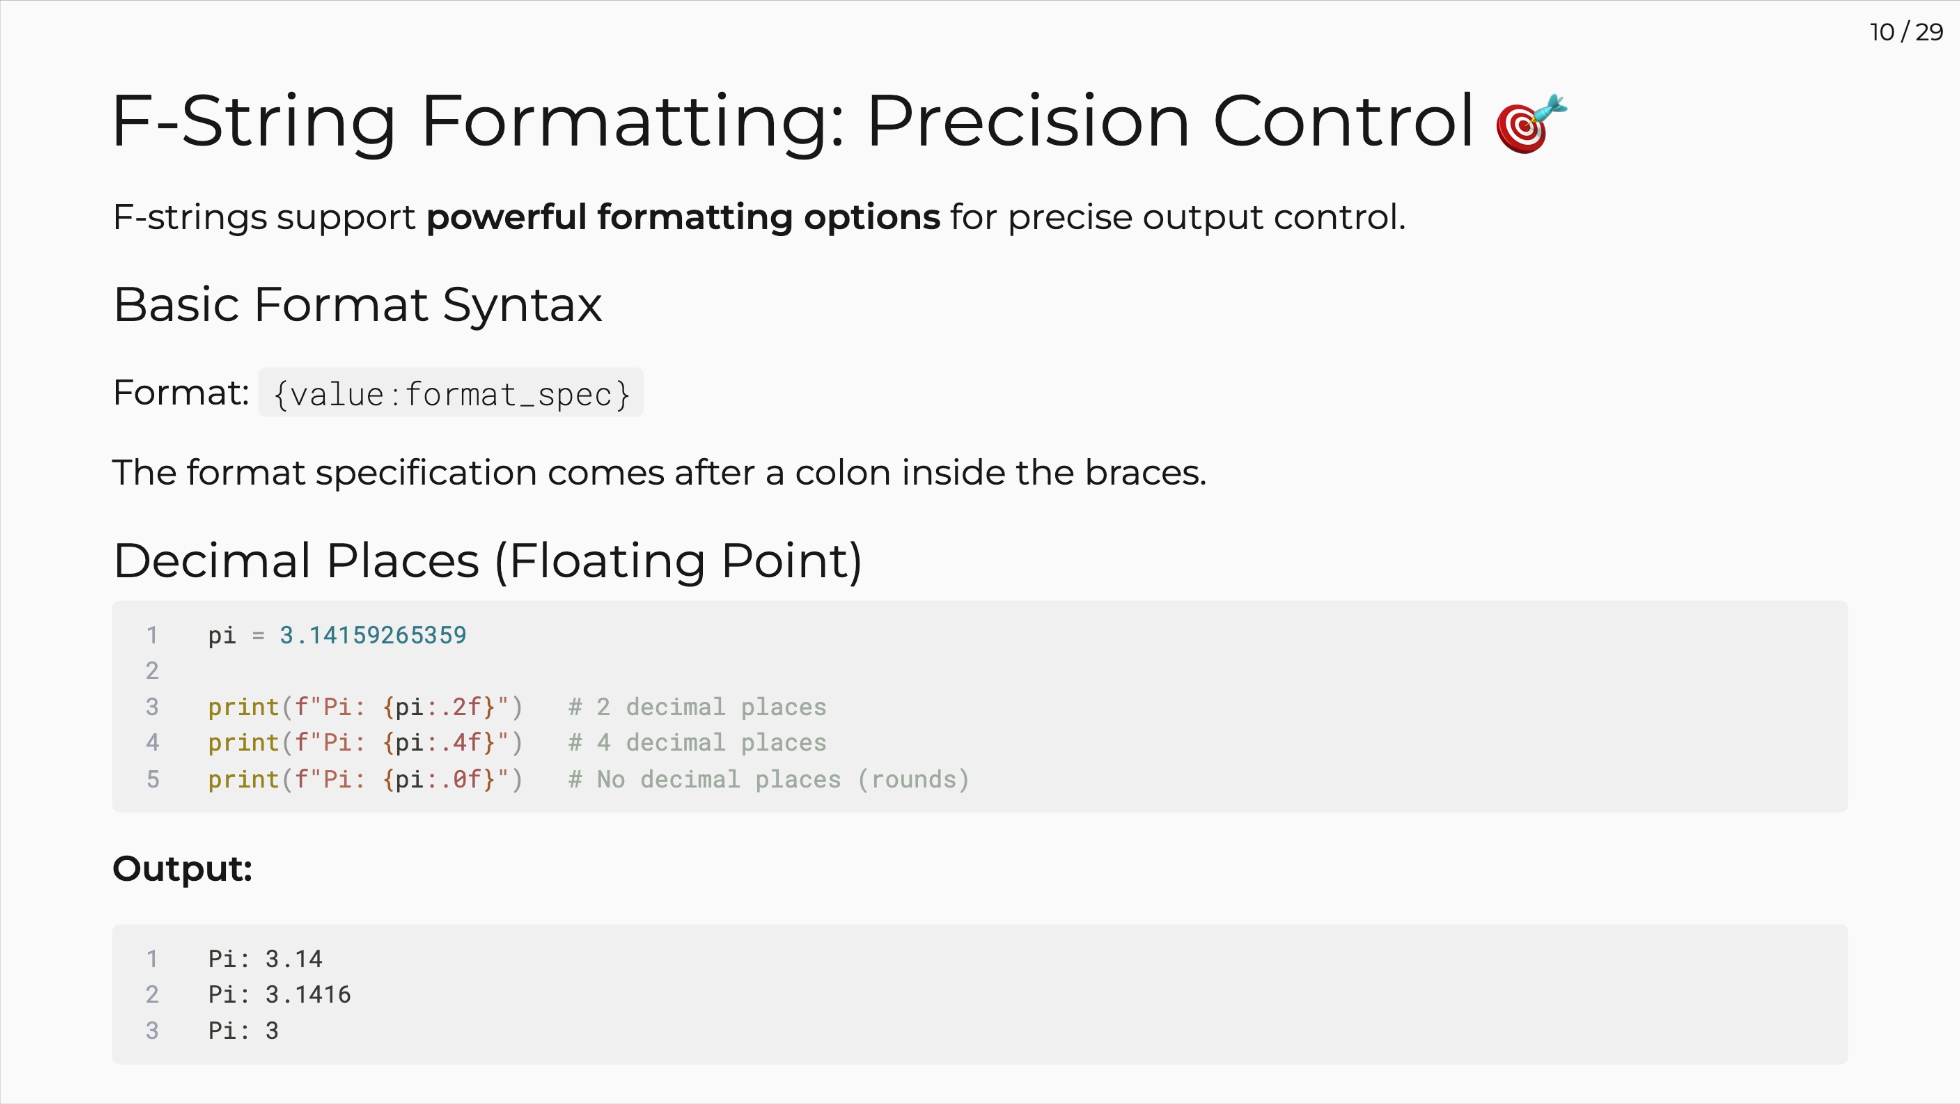 10 / 29
F-String Formatting: Precision Control 🎯
F-strings support powerful formatting options for precise output control.
Basic Format Syntax
Format: {value:format_spec}
The format specification comes after a colon inside the braces.
Decimal Places (Floating Point)
1 pi = 3.14159265359
2
3 print(f"Pi: {pi:.2f}")   # 2 decimal places
4 print(f"Pi: {pi:.4f}")   # 4 decimal places
5 print(f"Pi: {pi:.0f}")   # No decimal places (rounds)
Output:
1 Pi: 3.14
2 Pi: 3.1416
3 Pi: 3